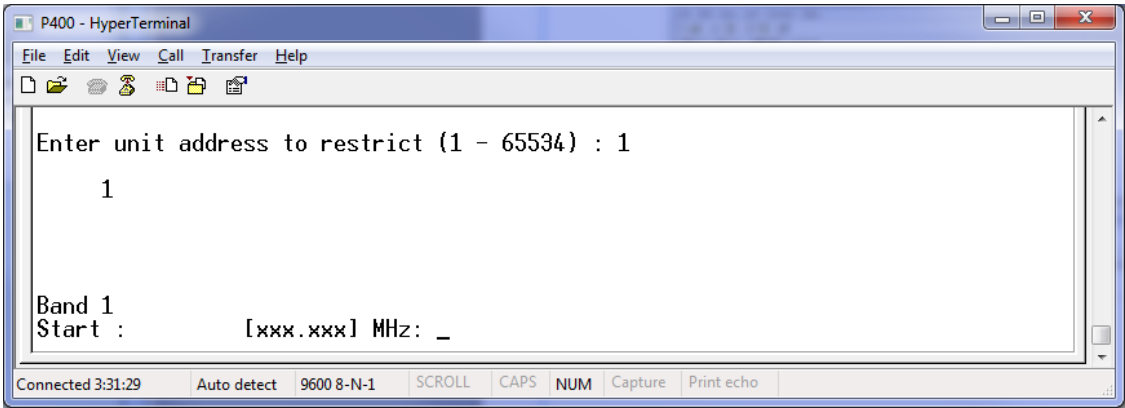 P400 - HyperTerminal
File Edit View Call Transfer Help
Enter unit address to restrict (1 - 65534) : 1
1
Band 1
Start : [xxx.xxx] MHz: _
Connected 3:31:29 Auto detect 9600 8-N-1 SCROLL CAPS NUM Capture Print echo